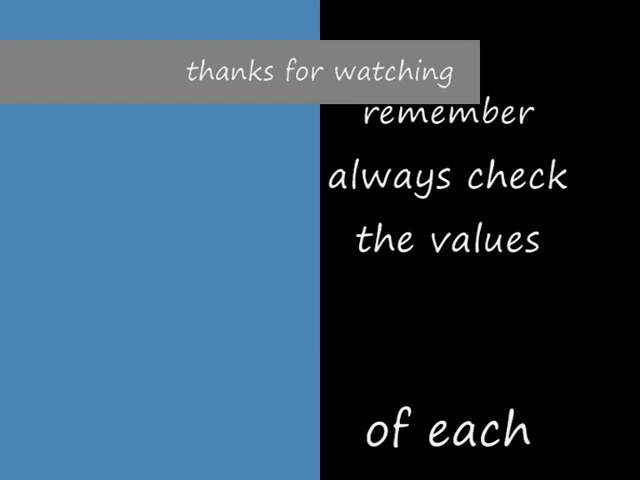 thanks for watching
remember
always check
the values
of each